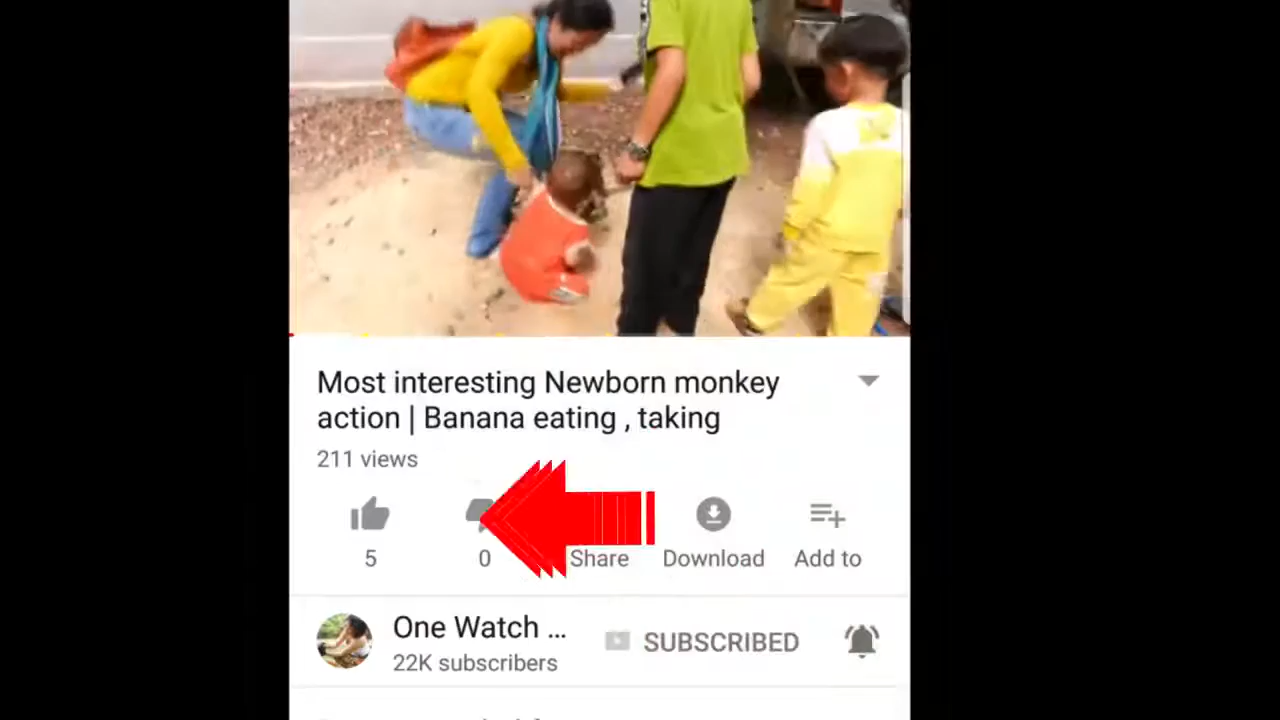 Most interesting Newborn monkey
action | Banana eating , taking
211 views
5
0
Share
Download
Add to
One Watch ...
SUBSCRIBED
22K subscribers